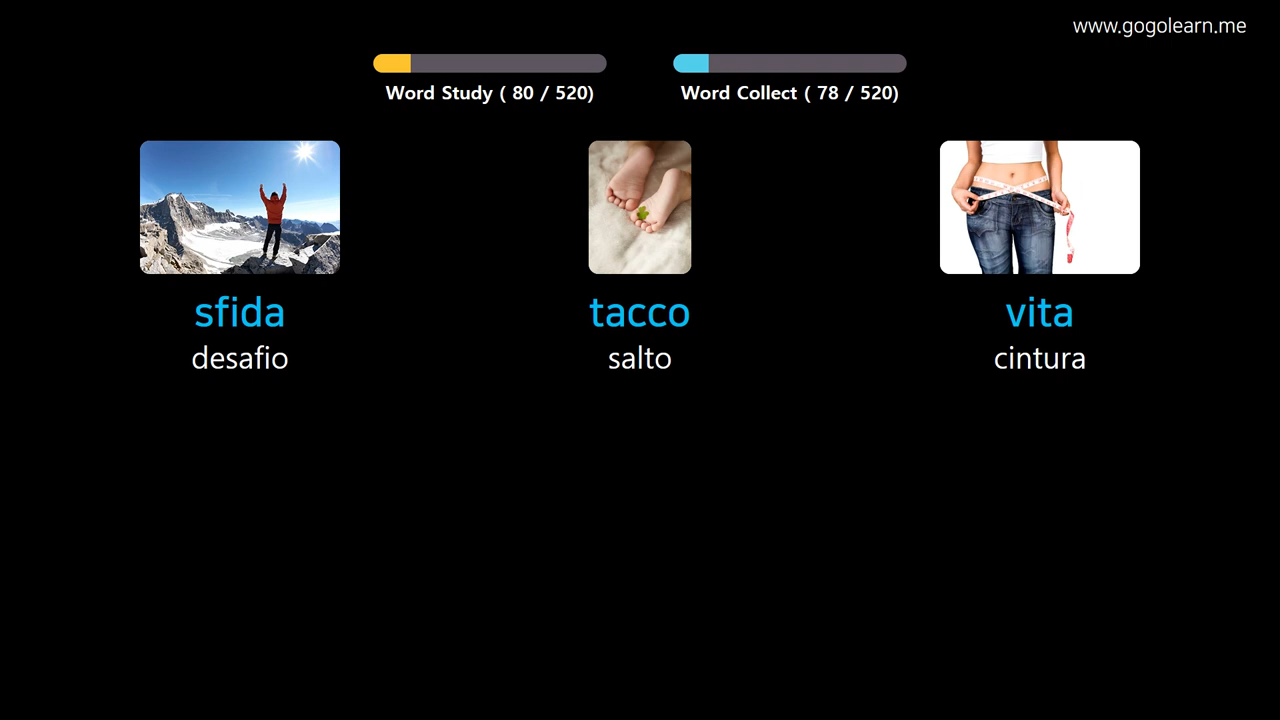 www.gogolearn.me
Word Study ( 80 / 520)
Word Collect ( 78 / 520)
sfida
desafio
tacco
salto
vita
cintura